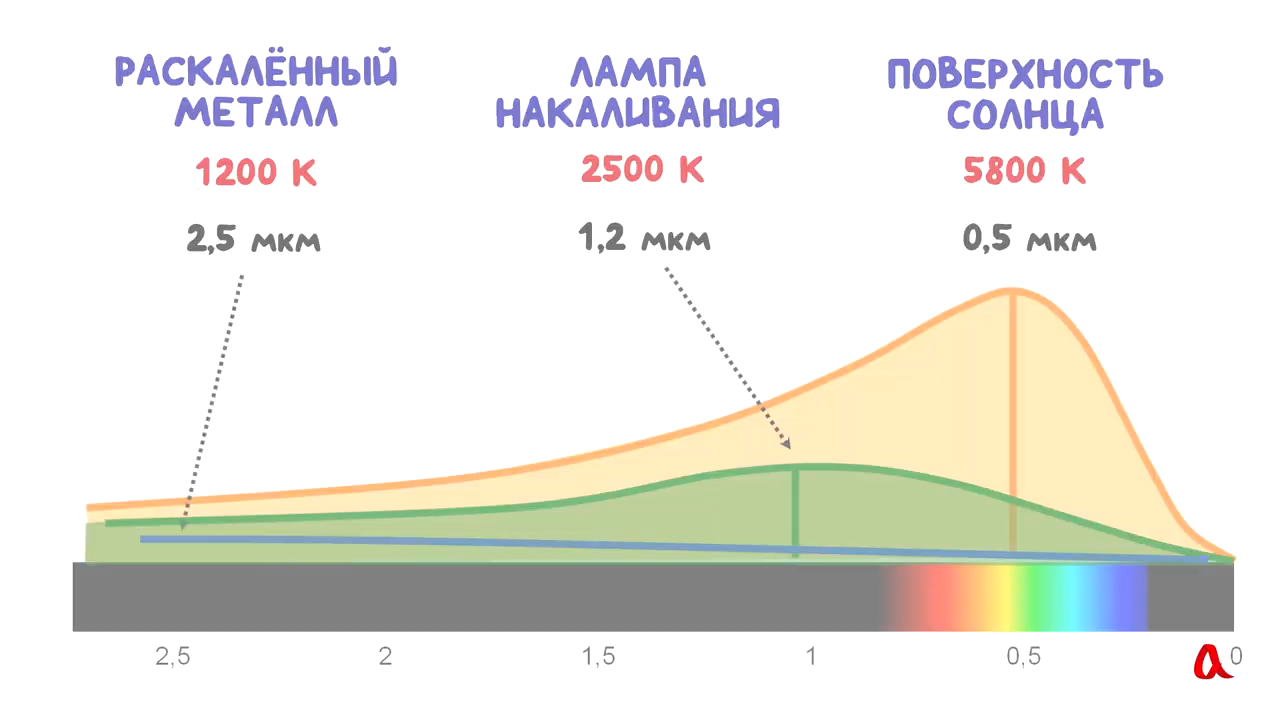 РАСКАЛЁННЫЙ
МЕТАЛЛ
1200 К
2,5 мкм
ЛАМПА
НАКАЛИВАНИЯ
2500 К
1,2 мкм
ПОВЕРХНОСТЬ
СОЛНЦА
5800 К
0,5 мкм
2,5 2 1,5 1 0,5 a 0